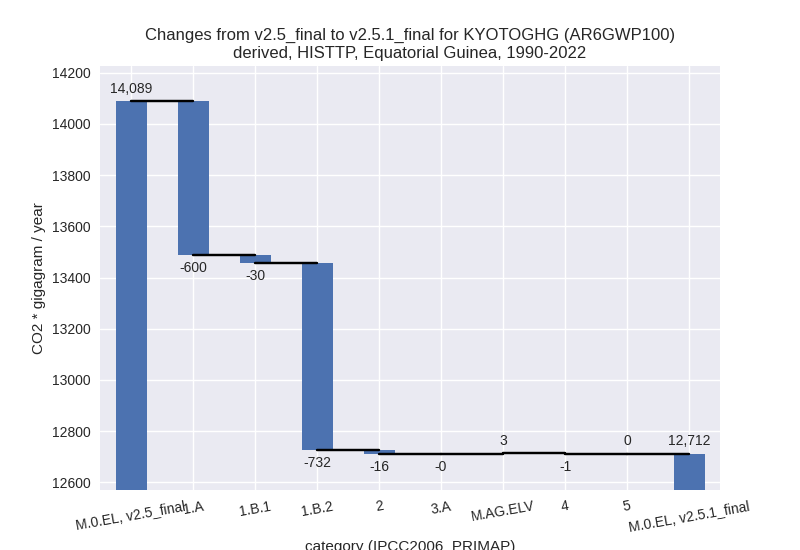 Changes from v2.5_final to v2.5.1_final for KYOTOGHG (AR6GWP100)
derived, HISTTP, Equatorial Guinea, 1990-2022
CO2 * gigagram / year
14200
14000
13800
13600
13400
13200
13000
12800
12600
14,089
-600
-30
-732
-16
-0
3
-1
0
12,712
M.0.EL, v2.5_final
1.A
1.B.1
1.B.2
2
3.A
M.AG.ELV
4
5
M.0.EL, v2.5.1_final
category (IPCC2006_PRIMAP)